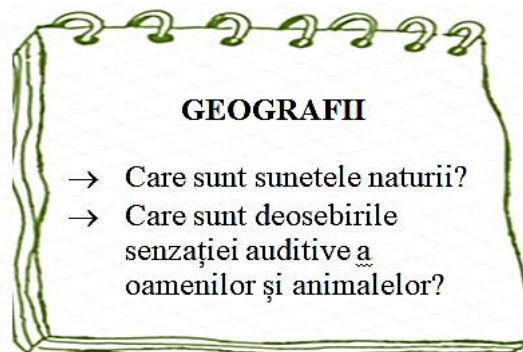 GEOGRAFII
→ Care sunt sunetele naturii?
→ Care sunt deosebirile
senzației auditive a
oamenilor și animalelor?